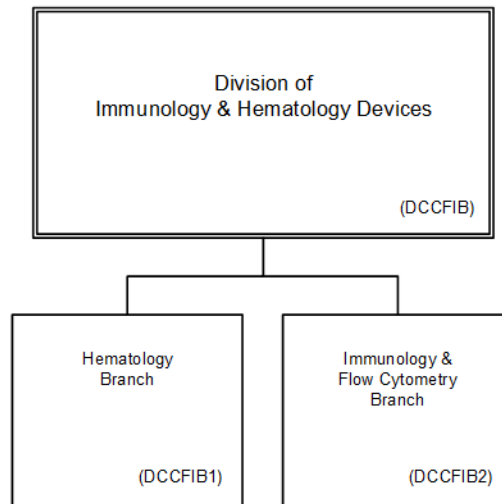 Division of
Immunology & Hematology Devices
(DCCFIB)
Hematology
Branch
(DCCFIB1)
Immunology &
Flow Cytometry
Branch
(DCCFIB2)